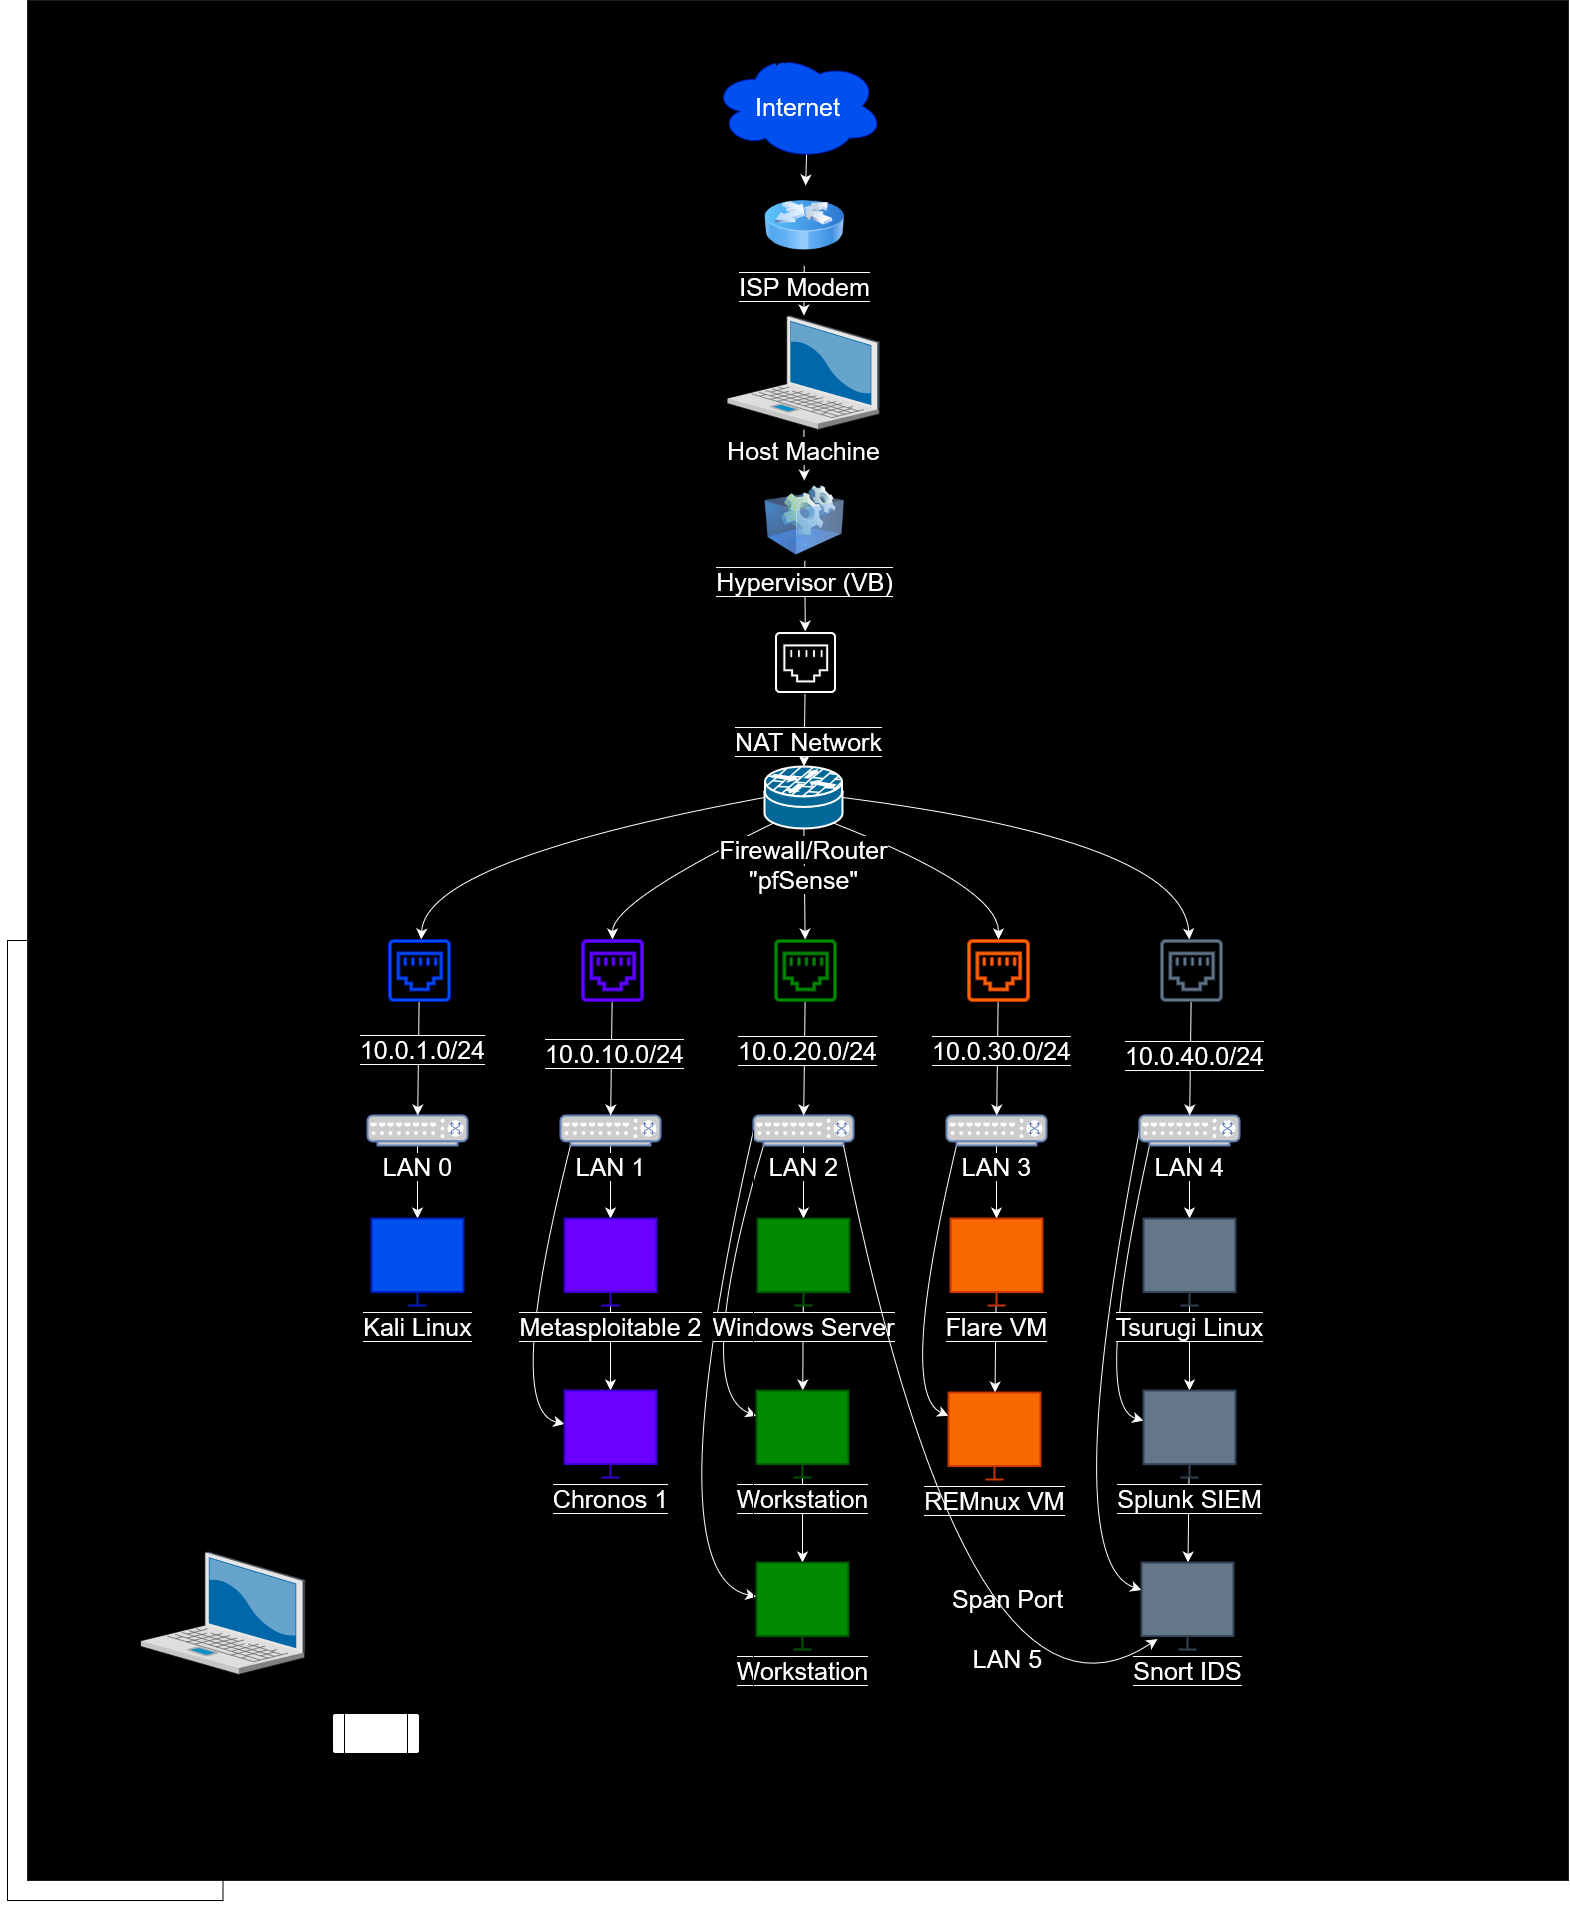 Internet
ISP Modem
Host Machine
Hypervisor (VB)
NAT Network
Firewall/Router
"pfSense"
10.0.1.0/24
10.0.10.0/24
10.0.20.0/24
10.0.30.0/24
10.0.40.0/24
LAN 0
LAN 1
LAN 2
LAN 3
LAN 4
Kali Linux
Metasploitable 2
Windows Server
Flare VM
Tsurugi Linux
Chronos 1
Workstation
REMnux VM
Splunk SIEM
Span Port
LAN 5
Workstation
Snort IDS